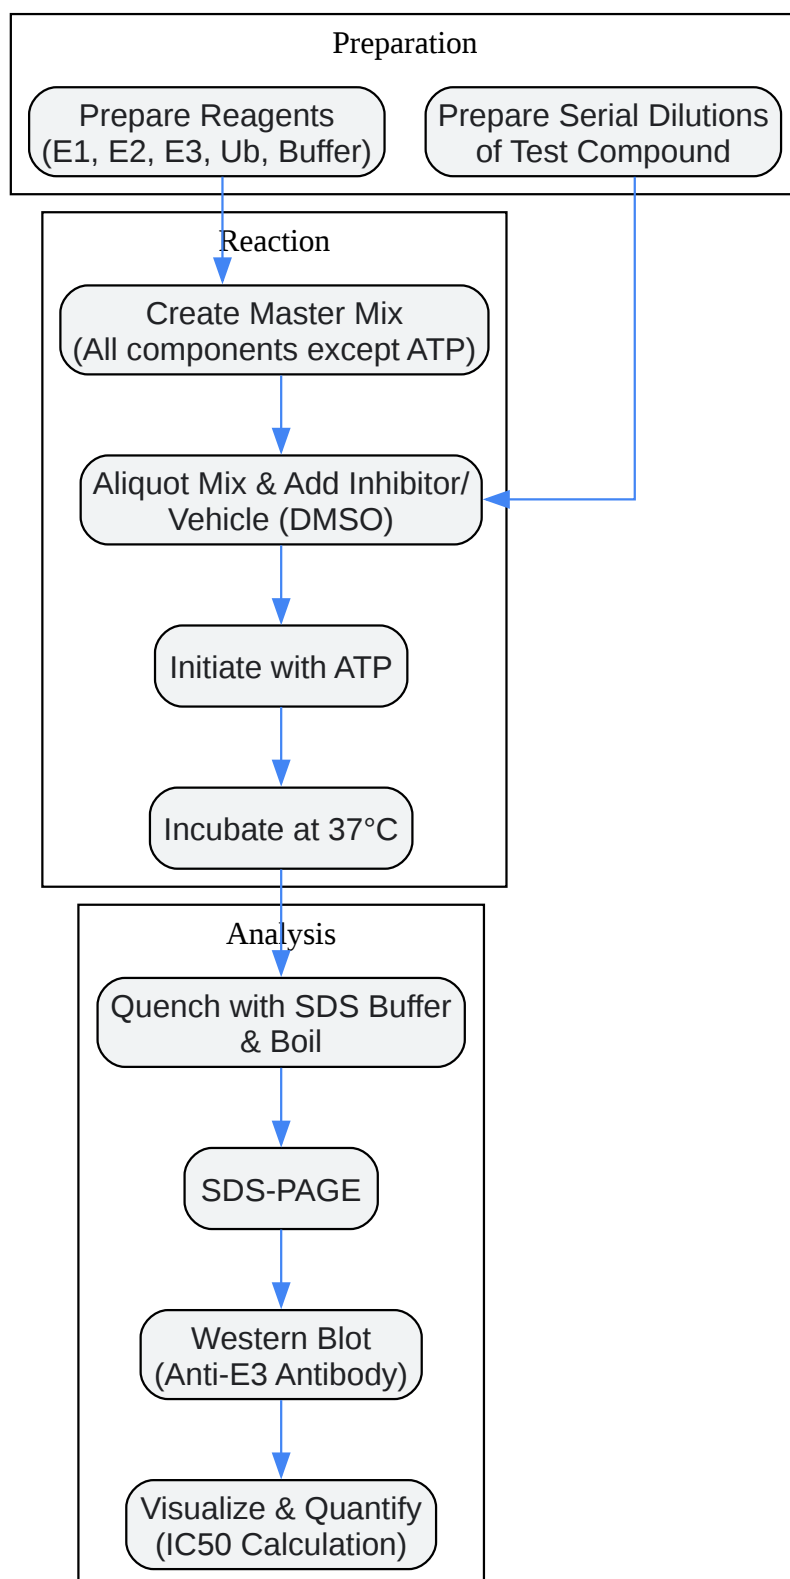 Preparation
Prepare Reagents
(E1, E2, E3, Ub, Buffer)
Prepare Serial Dilutions
of Test Compound
Reaction
Create Master Mix
(All components except ATP)
Aliquot Mix & Add Inhibitor/
Vehicle (DMSO)
Initiate with ATP
Incubate at 37°C
Analysis
Quench with SDS Buffer
& Boil
SDS-PAGE
Western Blot
(Anti-E3 Antibody)
Visualize & Quantify
(IC50 Calculation)